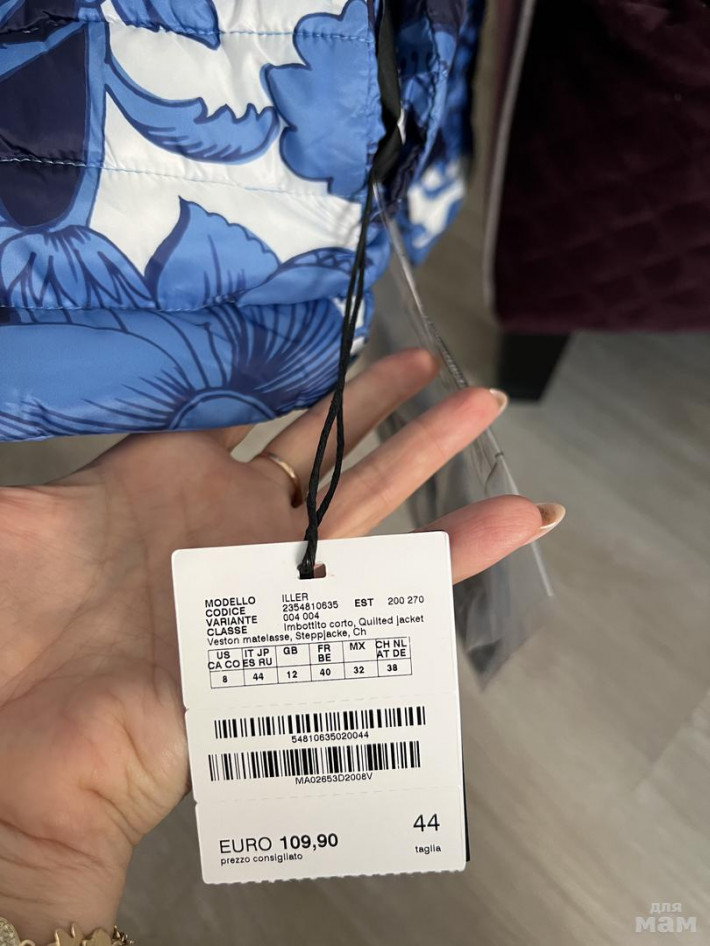 MODELLO ILLER
CODICE 2354810635 EST 200 270
VARIANTE 004 004
CLASSE Imbottito corto, Quilted jacket
Veston matelasse, Steppjacke, Ch
US IT JP GB FR MX CH NL
CA CO ES RU BE AT DE
8 44 12 40 32 38
54810635020044
MA02653D2008V
EURO 109,90 44
prezzo consigliato taglia
для
мам